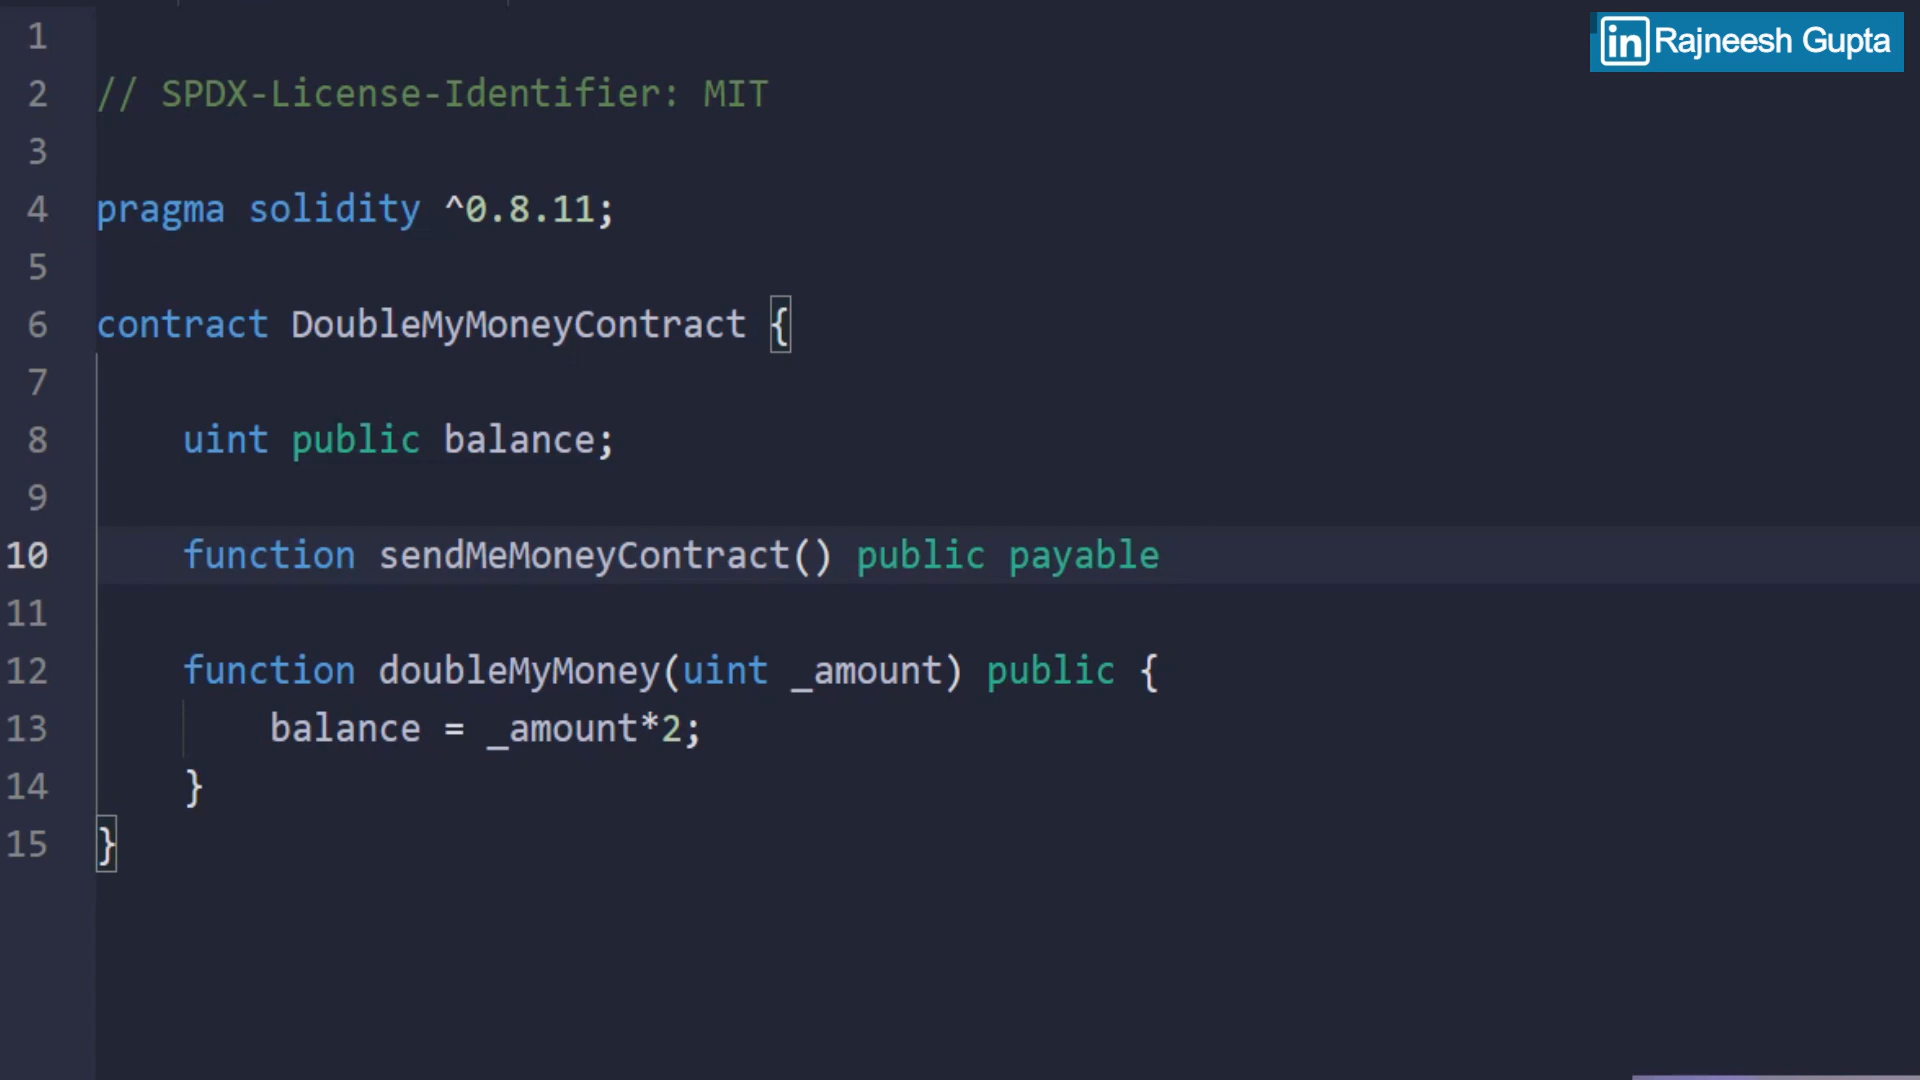 in Rajneesh Gupta
1
2 // SPDX-License-Identifier: MIT
3
4 pragma solidity ^0.8.11;
5
6 contract DoubleMyMoneyContract {
7
8 uint public balance;
9
10 function sendMeMoneyContract() public payable
11
12 function doubleMyMoney(uint _amount) public {
13 balance = _amount*2;
14 }
15 }